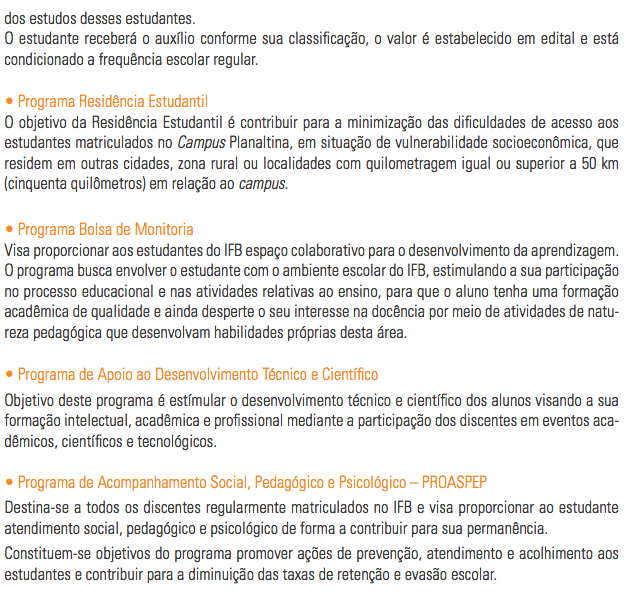 dos estudos desses estudantes.
O estudante receberá o auxílio conforme sua classificação, o valor é estabelecido em edital e está
condicionado a frequência escolar regular.
• Programa Residência Estudantil
O objetivo da Residência Estudantil é contribuir para a minimização das dificuldades de acesso aos
estudantes matriculados no Campus Planaltina, em situação de vulnerabilidade socioeconômica, que
residem em outras cidades, zona rural ou localidades com quilometragem igual ou superior a 50 km
(cinquenta quilômetros) em relação ao campus.
• Programa Bolsa de Monitoria
Visa proporcionar aos estudantes do IFB espaço colaborativo para o desenvolvimento da aprendizagem.
O programa busca envolver o estudante com o ambiente escolar do IFB, estimulando a sua participação
no processo educacional e nas atividades relativas ao ensino, para que o aluno tenha uma formação
acadêmica de qualidade e ainda desperte o seu interesse na docência por meio de atividades de natu-
reza pedagógica que desenvolvam habilidades próprias desta área.
• Programa de Apoio ao Desenvolvimento Técnico e Científico
Objetivo deste programa é estímular o desenvolvimento técnico e científico dos alunos visando a sua
formação intelectual, acadêmica e profissional mediante a participação dos discentes em eventos aca-
dêmicos, científicos e tecnológicos.
• Programa de Acompanhamento Social, Pedagógico e Psicológico – PROASPEP
Destina-se a todos os discentes regularmente matriculados no IFB e visa proporcionar ao estudante
atendimento social, pedagógico e psicológico de forma a contribuir para sua permanência.
Constituem-se objetivos do programa promover ações de prevenção, atendimento e acolhimento aos
estudantes e contribuir para a diminuição das taxas de retenção e evasão escolar.